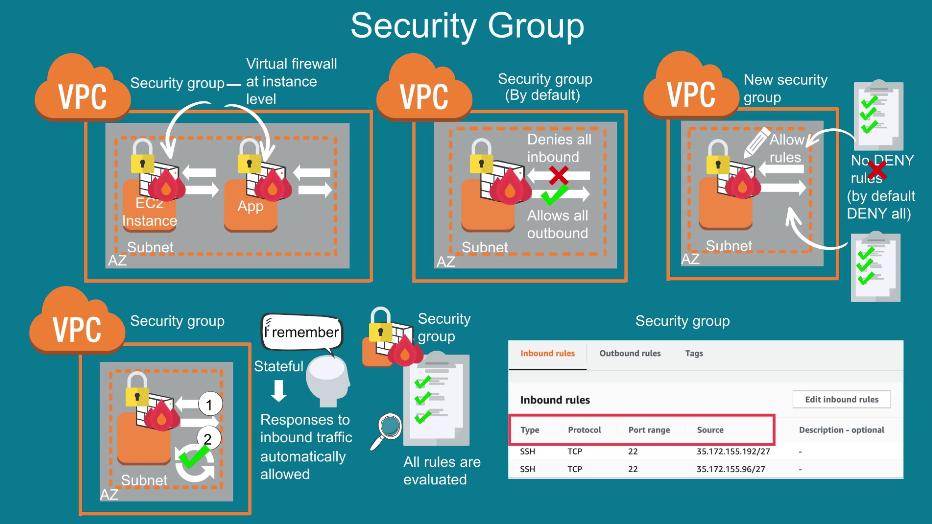 Security Group
VPC
Security group
Virtual firewall
at instance
level
EC2
Instance
App
Subnet
AZ
VPC
Security group
(By default)
Denies all
inbound
Allows all
outbound
Subnet
AZ
VPC
New security
group
Allow
rules
No DENY
rules
(by default
DENY all)
Subnet
AZ
VPC
Security group
1
2
Subnet
AZ
I remember
Stateful
Responses to
inbound traffic
automatically
allowed
Security
group
All rules are
evaluated
Security group
Inbound rules Outbound rules Tags
Inbound rules Edit inbound rules
Type Protocol Port range Source Description - optional
SSH TCP 22 35.172.155.192/27 -
SSH TCP 22 35.172.155.96/27 -